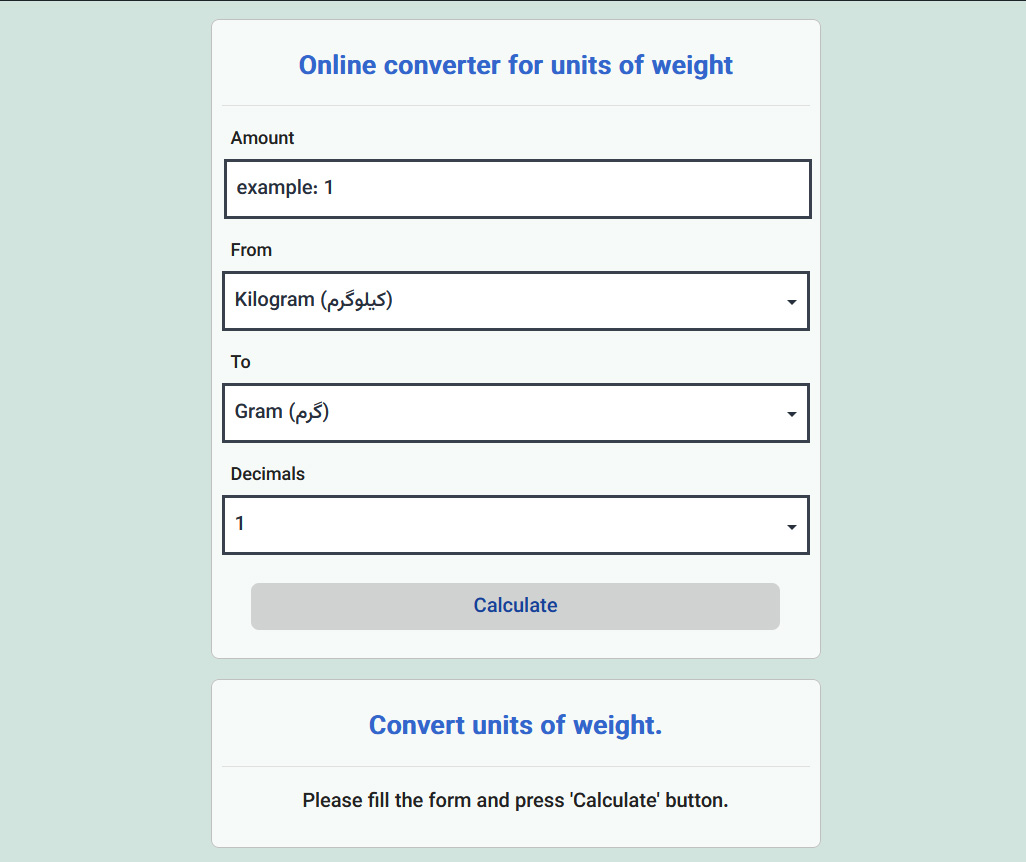 Online converter for units of weight
Amount
example: 1
From
Kilogram (کیلوگرم)
To
Gram (گرم)
Decimals
1
Calculate
Convert units of weight.
Please fill the form and press 'Calculate' button.